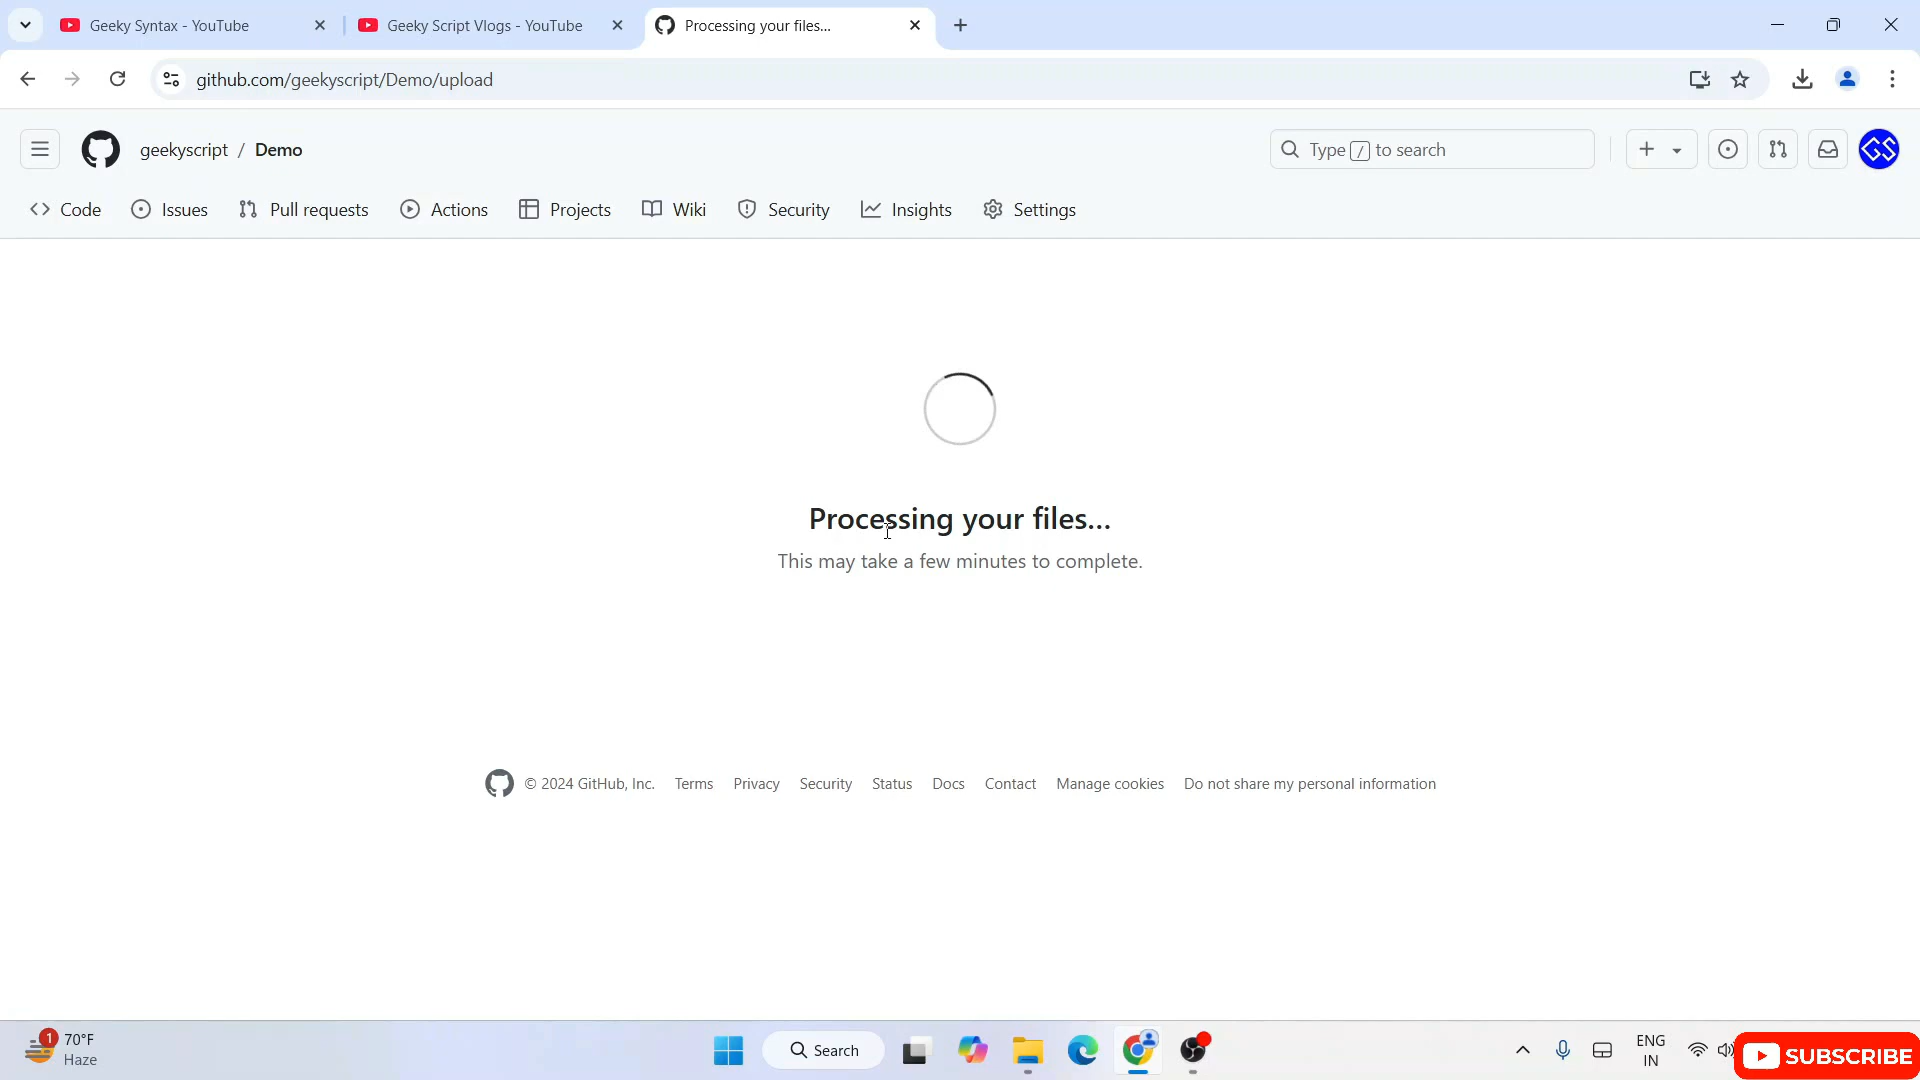 Geeky Syntax - YouTube
Geeky Script Vlogs - YouTube
Processing your files...
github.com/geekyscript/Demo/upload
geekyscript / Demo
Type / to search
GS
Code
Issues
Pull requests
Actions
Projects
Wiki
Security
Insights
Settings
Processing your files...
This may take a few minutes to complete.
© 2024 GitHub, Inc. Terms Privacy Security Status Docs Contact Manage cookies Do not share my personal information
1
70°F
Haze
Search
ENG
IN
SUBSCRIBE